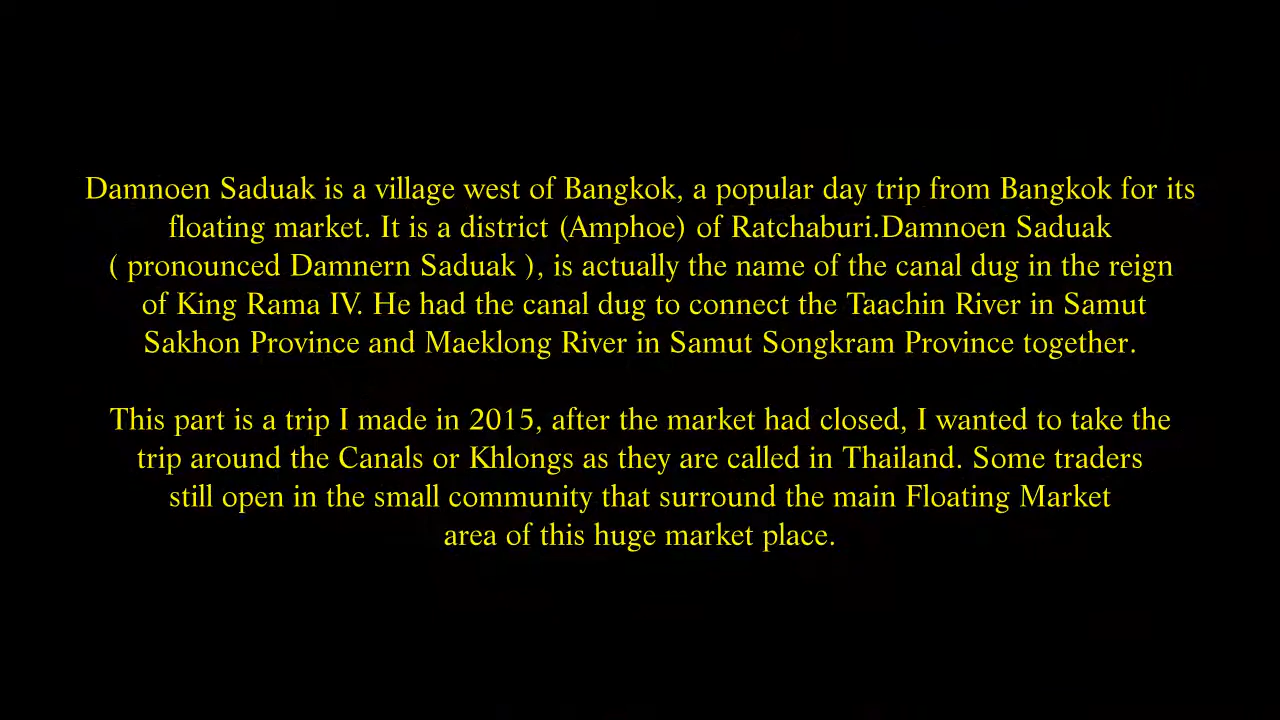 Damnoen Saduak is a village west of Bangkok, a popular day trip from Bangkok for its
floating market. It is a district (Amphoe) of Ratchaburi.Damnoen Saduak
( pronounced Damnern Saduak ), is actually the name of the canal dug in the reign
of King Rama IV. He had the canal dug to connect the Taachin River in Samut
Sakhon Province and Maeklong River in Samut Songkram Province together.
This part is a trip I made in 2015, after the market had closed, I wanted to take the
trip around the Canals or Khlongs as they are called in Thailand. Some traders
still open in the small community that surround the main Floating Market
area of this huge market place.